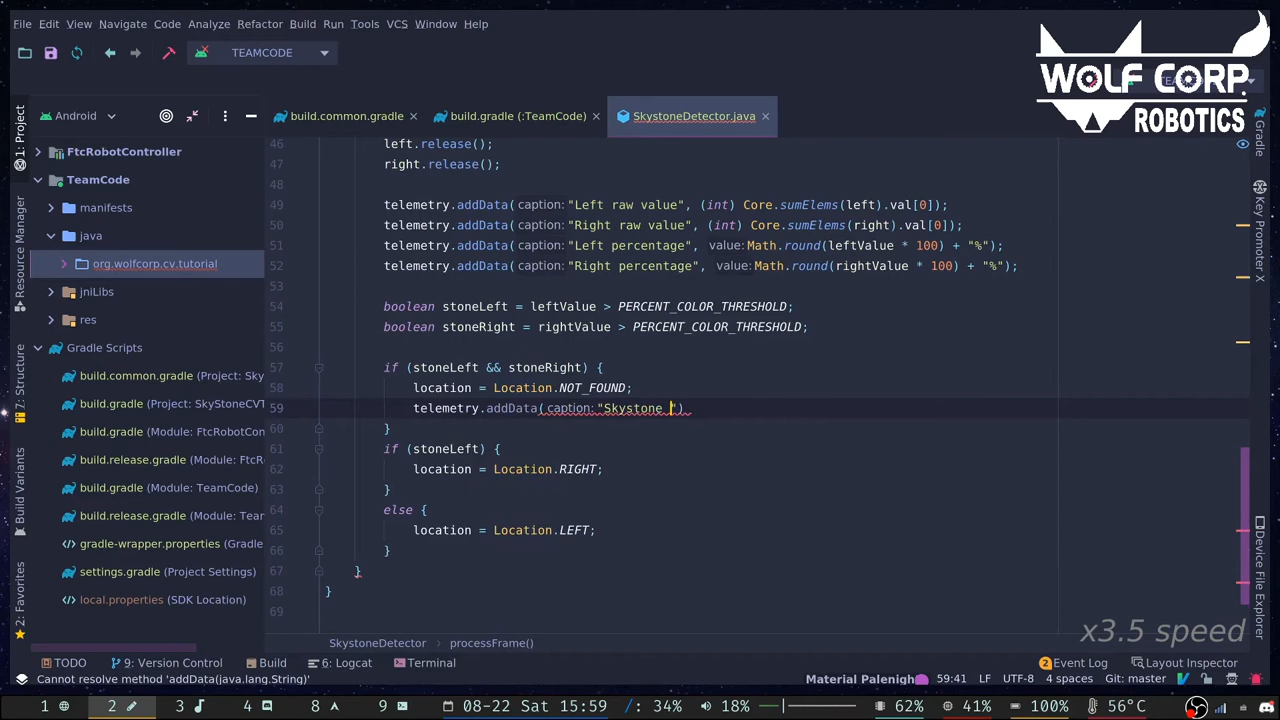 File Edit View Navigate Code Analyze Refactor Build Run Tools VCS Window Help
TEAMCODE
WOLF CORP.
ROBOTICS
Android
build.common.gradle
build.gradle (:TeamCode)
SkystoneDetector.java
1: Project
Resource Manager
7: Structure
Build Variants
2: Favorites
FtcRobotController
TeamCode
manifests
java
org.wolfcorp.cv.tutorial
jniLibs
res
Gradle Scripts
build.common.gradle (Project: Sky
build.gradle (Project: SkyStoneCVT
build.gradle (Module: FtcRobotCont
build.release.gradle (Module: FtcR
build.gradle (Module: TeamCode)
build.release.gradle (Module: Team
gradle-wrapper.properties (Gradle
settings.gradle (Project Settings)
local.properties (SDK Location)
46 left.release();
47 right.release();
48
49 telemetry.addData( caption: "Left raw value", (int) Core.sumElems(left).val[0]);
50 telemetry.addData( caption: "Right raw value", (int) Core.sumElems(right).val[0]);
51 telemetry.addData( caption: "Left percentage", value: Math.round(leftValue * 100) + "%");
52 telemetry.addData( caption: "Right percentage", value: Math.round(rightValue * 100) + "%");
54 boolean stoneLeft = leftValue > PERCENT_COLOR_THRESHOLD;
55 boolean stoneRight = rightValue > PERCENT_COLOR_THRESHOLD;
56
57 if (stoneLeft && stoneRight) {
58 location = Location.NOT_FOUND;
59 telemetry.addData( caption: "Skystone ")
60 }
61 if (stoneLeft) {
62 location = Location.RIGHT;
63 }
64 else {
65 location = Location.LEFT;
66 }
67 }
68 }
69
Gradle
Key Promoter X
Device File Explorer
SkystoneDetector processFrame()
x3.5 speed
TODO 9: Version Control Build 6: Logcat Terminal 2 Event Log Layout Inspector
Cannot resolve method 'addData(java.lang.String)' Material Palenigh 59:41 LF UTF-8 4 spaces Git: master
1 2 3 4 8 9 08-22 Sat 15:59 /: 34% 18% 62% 41% 100% 56°C